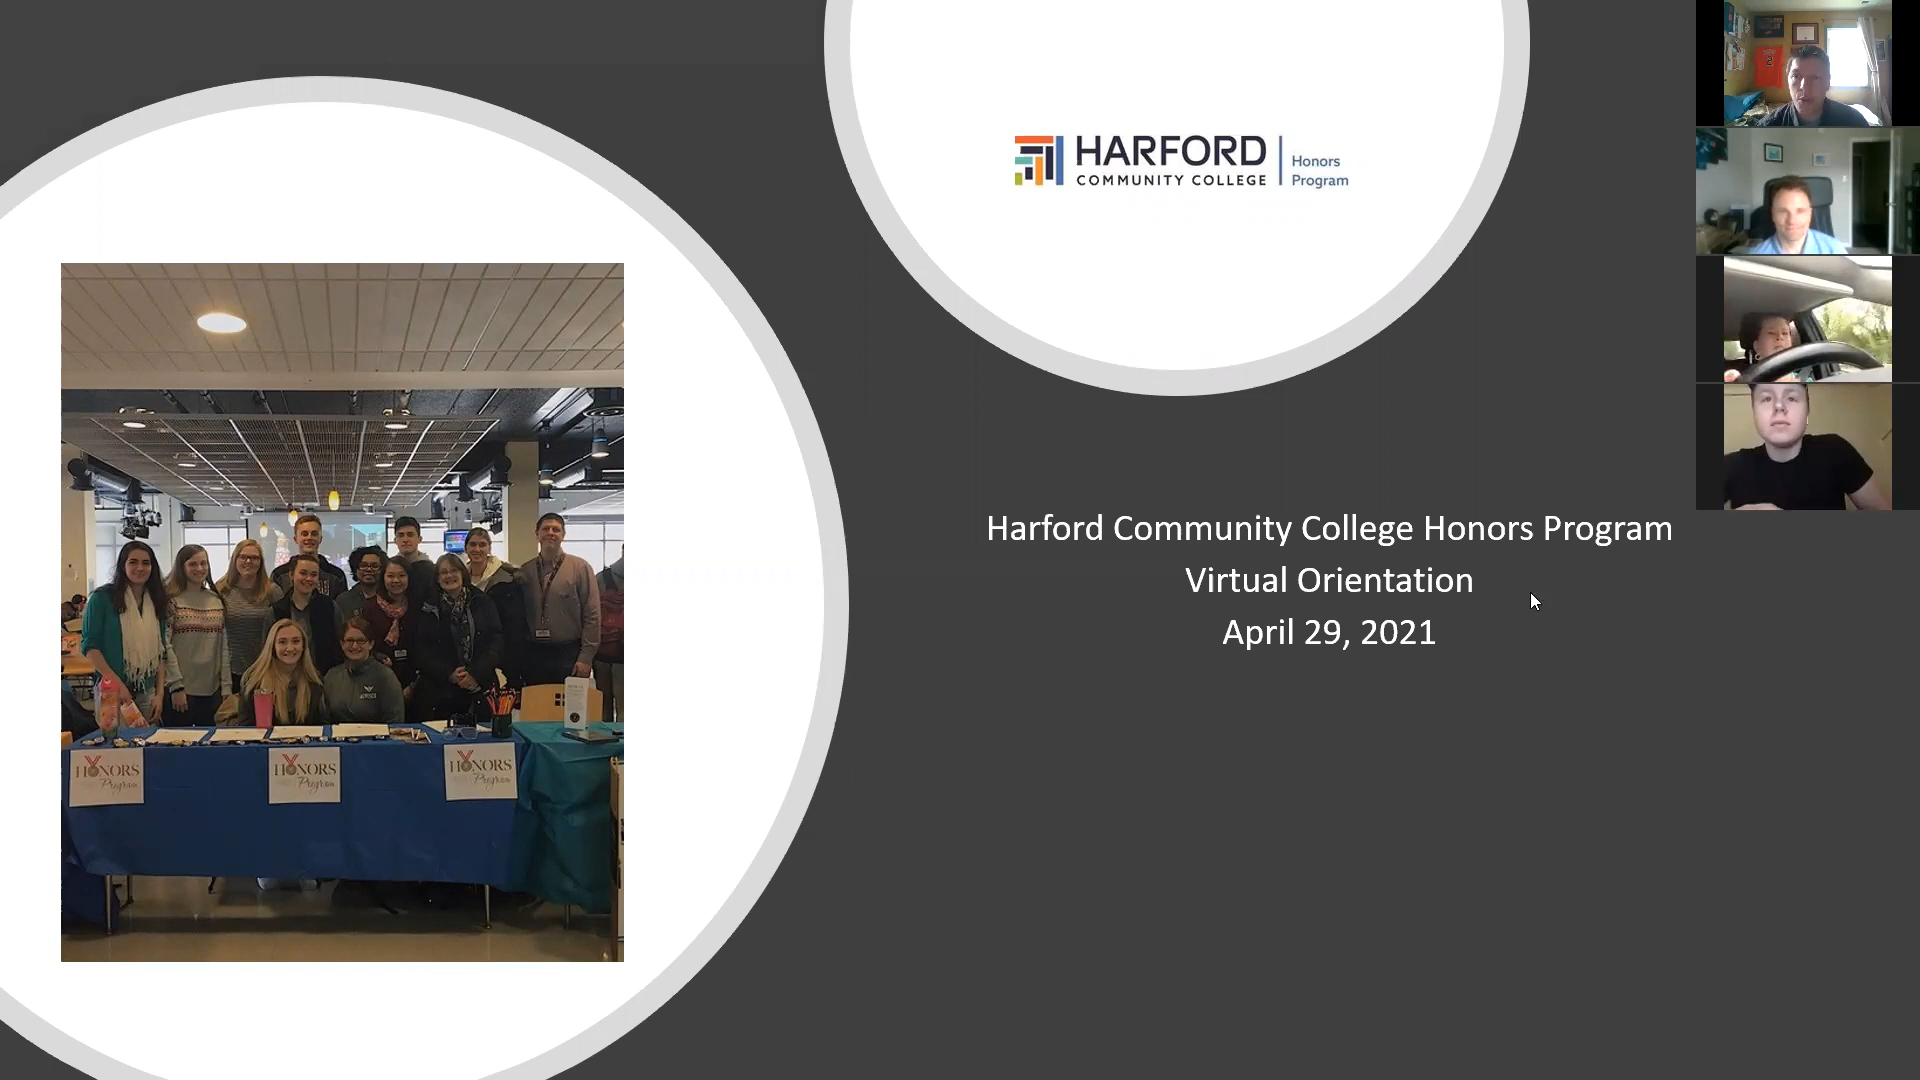 HARFORD
COMMUNITY COLLEGE
Honors
Program
Harford Community College Honors Program
Virtual Orientation
April 29, 2021
HONORS
Program
HONORS
Program
HONORS
Program
2